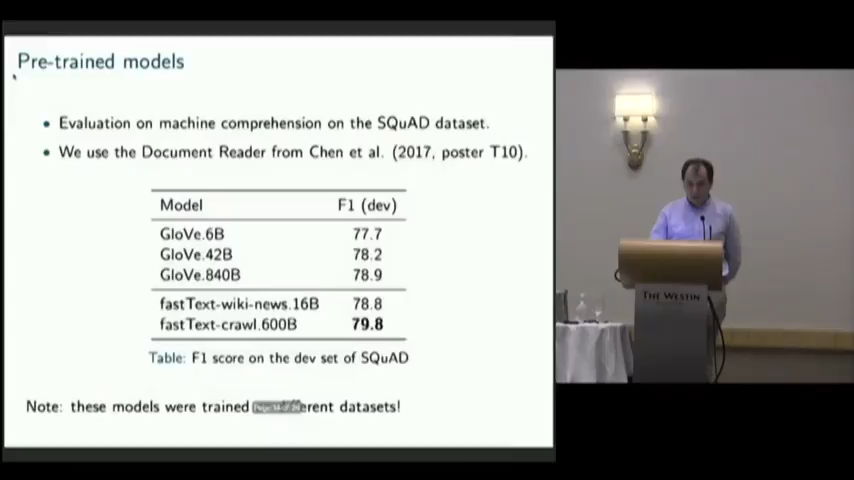 Pre-trained models
• Evaluation on machine comprehension on the SQuAD dataset.
• We use the Document Reader from Chen et al. (2017, poster T10).
Model F1 (dev)
GloVe.6B 77.7
GloVe.42B 78.2
GloVe.840B 78.9
fastText-wiki-news.16B 78.8
fastText-crawl.600B 79.8
Table: F1 score on the dev set of SQuAD
Note: these models were trained erent datasets!
THE WESTIN